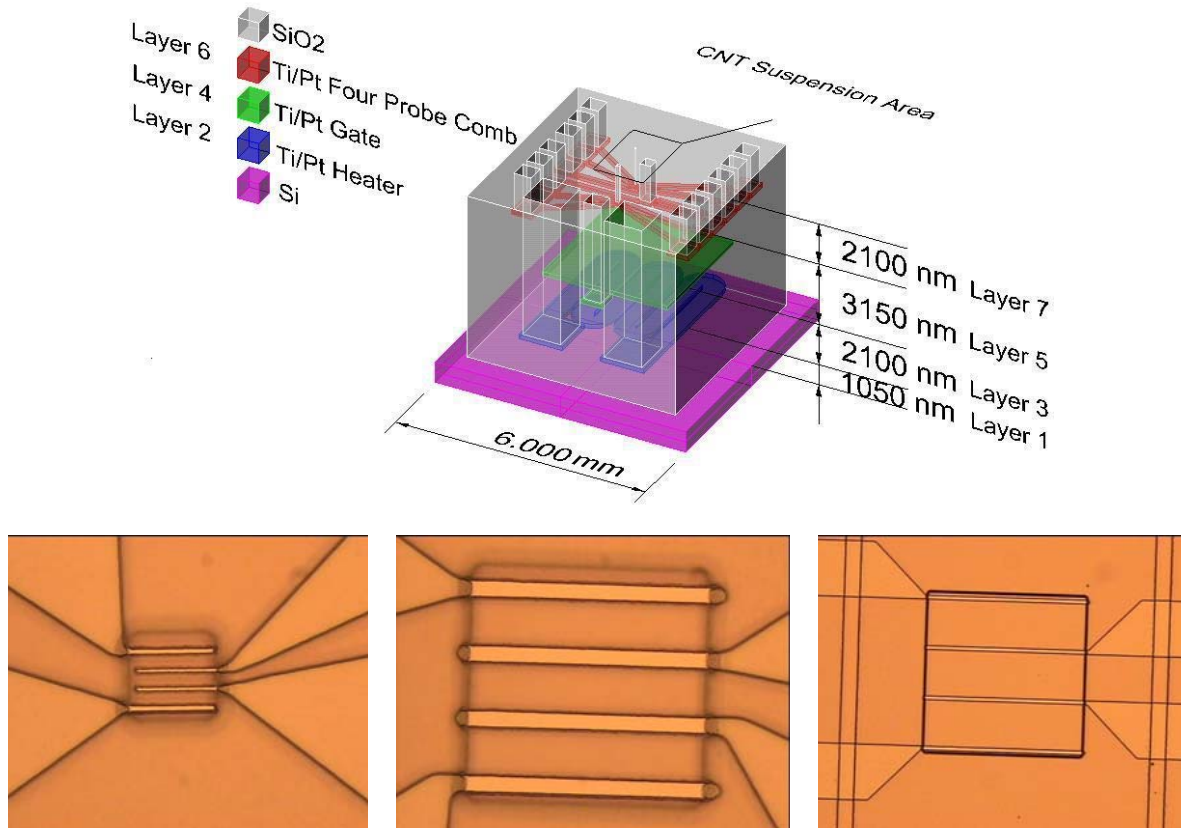 SiO2
Layer 6
Ti/Pt Four Probe Comb
Layer 4
Ti/Pt Gate
Layer 2
Ti/Pt Heater
Si
CNT Suspension Area
2100 nm Layer 7
3150 nm Layer 5
2100 nm Layer 3
1050 nm Layer 1
6.000 mm